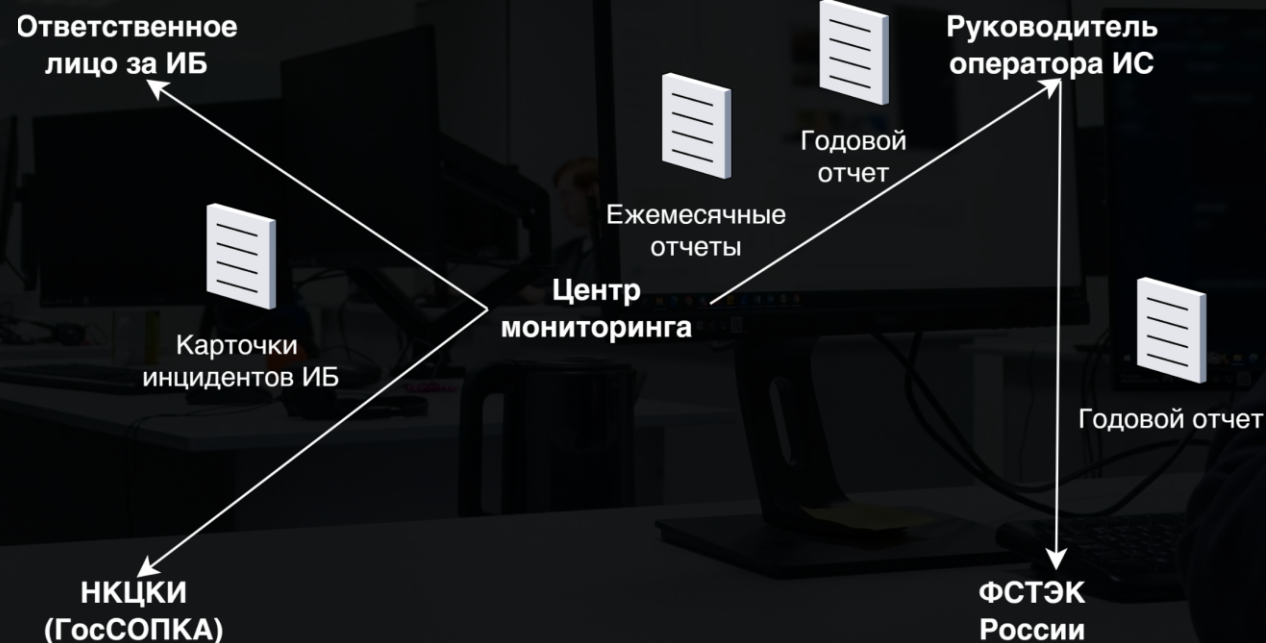 Ответственное
лицо за ИБ
Руководитель
оператора ИС
Годовой
отчет
Ежемесячные
отчеты
Центр
мониторинга
Карточки
инцидентов ИБ
Годовой отчет
НКЦКИ
(ГосСОПКА)
ФСТЭК
России